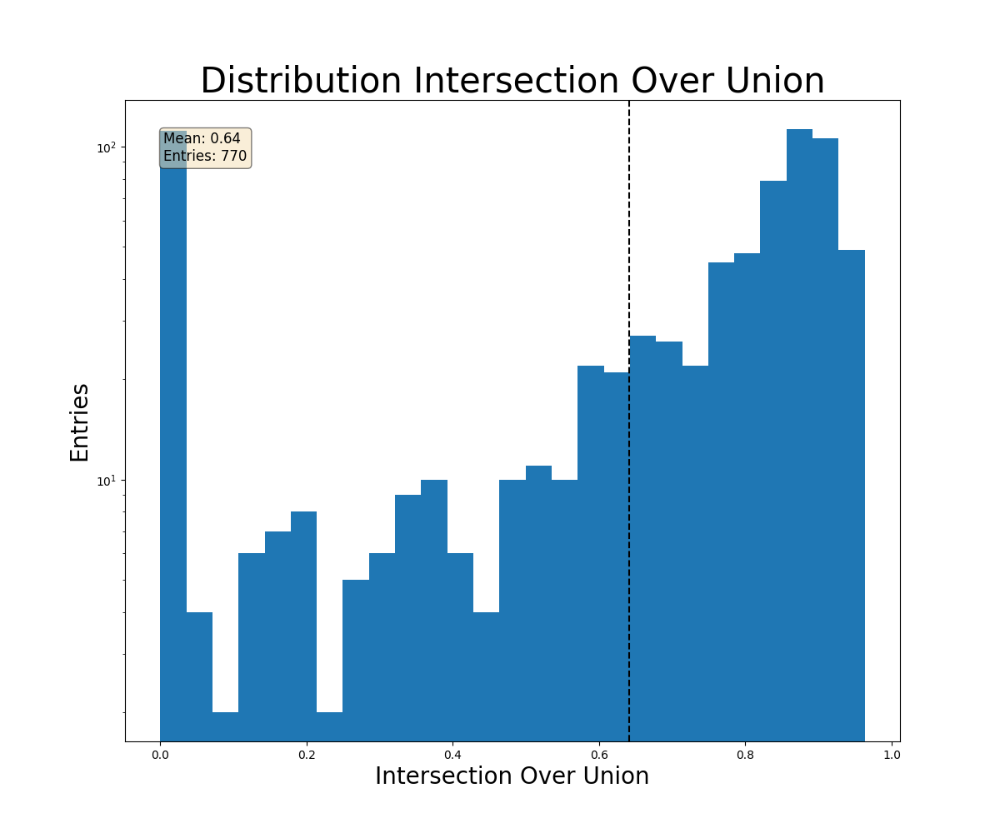 Distribution Intersection Over Union
Mean: 0.64
Entries: 770
10²
10¹
Entries
0.0 0.2 0.4 0.6 0.8 1.0
Intersection Over Union